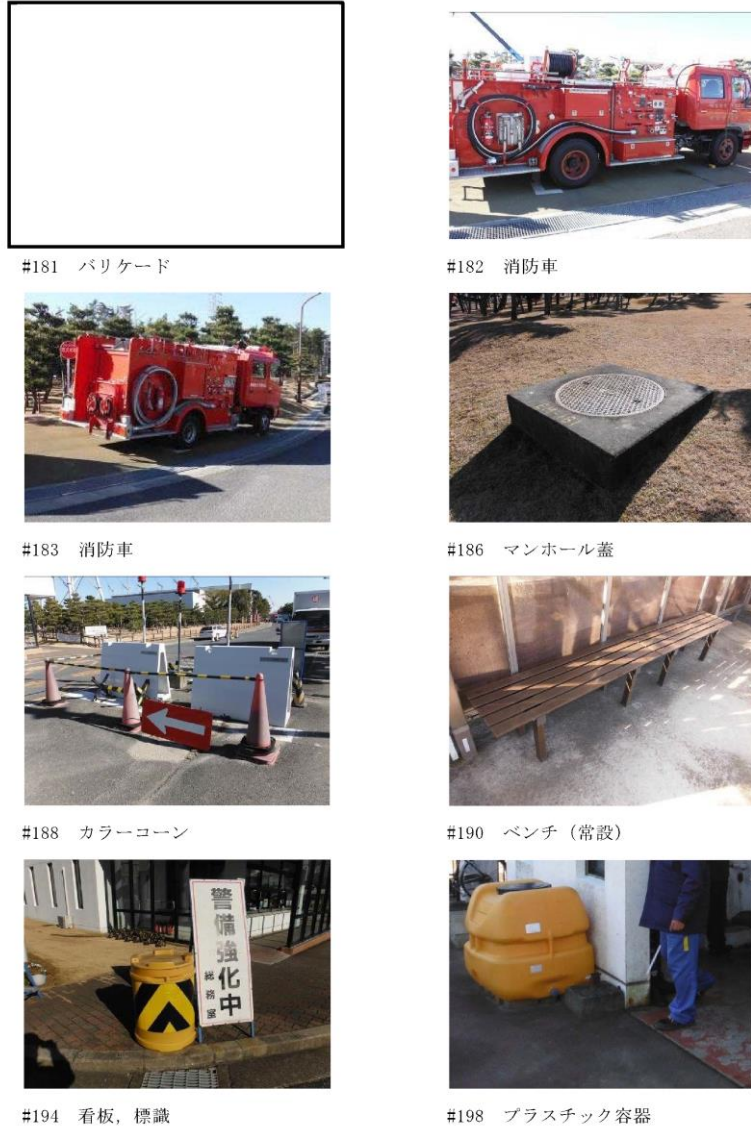 #181 バリケード
#182 消防車
#183 消防車
#186 マンホール蓋
#188 カラーコーン
#190 ベンチ（常設）
警備強化中
総務室
#194 看板，標識
#198 プラスチック容器